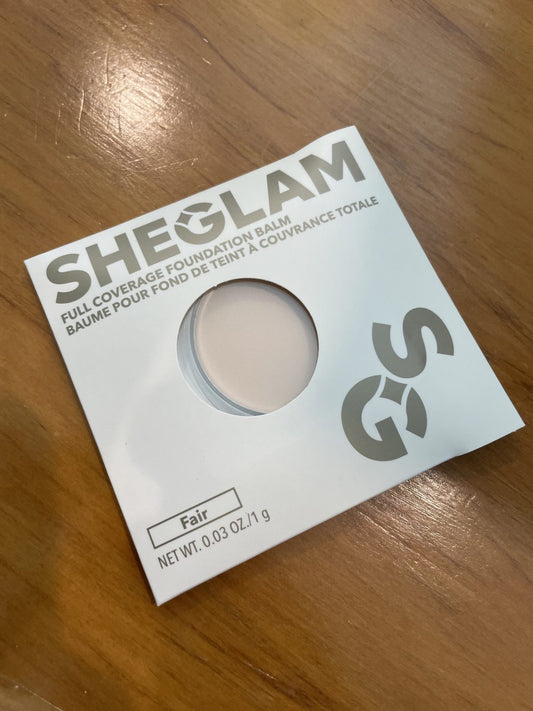 SHEGLAM
FULL COVERAGE FOUNDATION BALM
BAUME POUR FOND DE TEINT À COUVRANCE TOTALE
SG
Fair
NET WT. 0.03 OZ./1 g